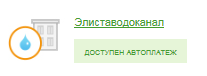 Элиставодоканал
ДОСТУПЕН АВТОПЛАТЕЖ